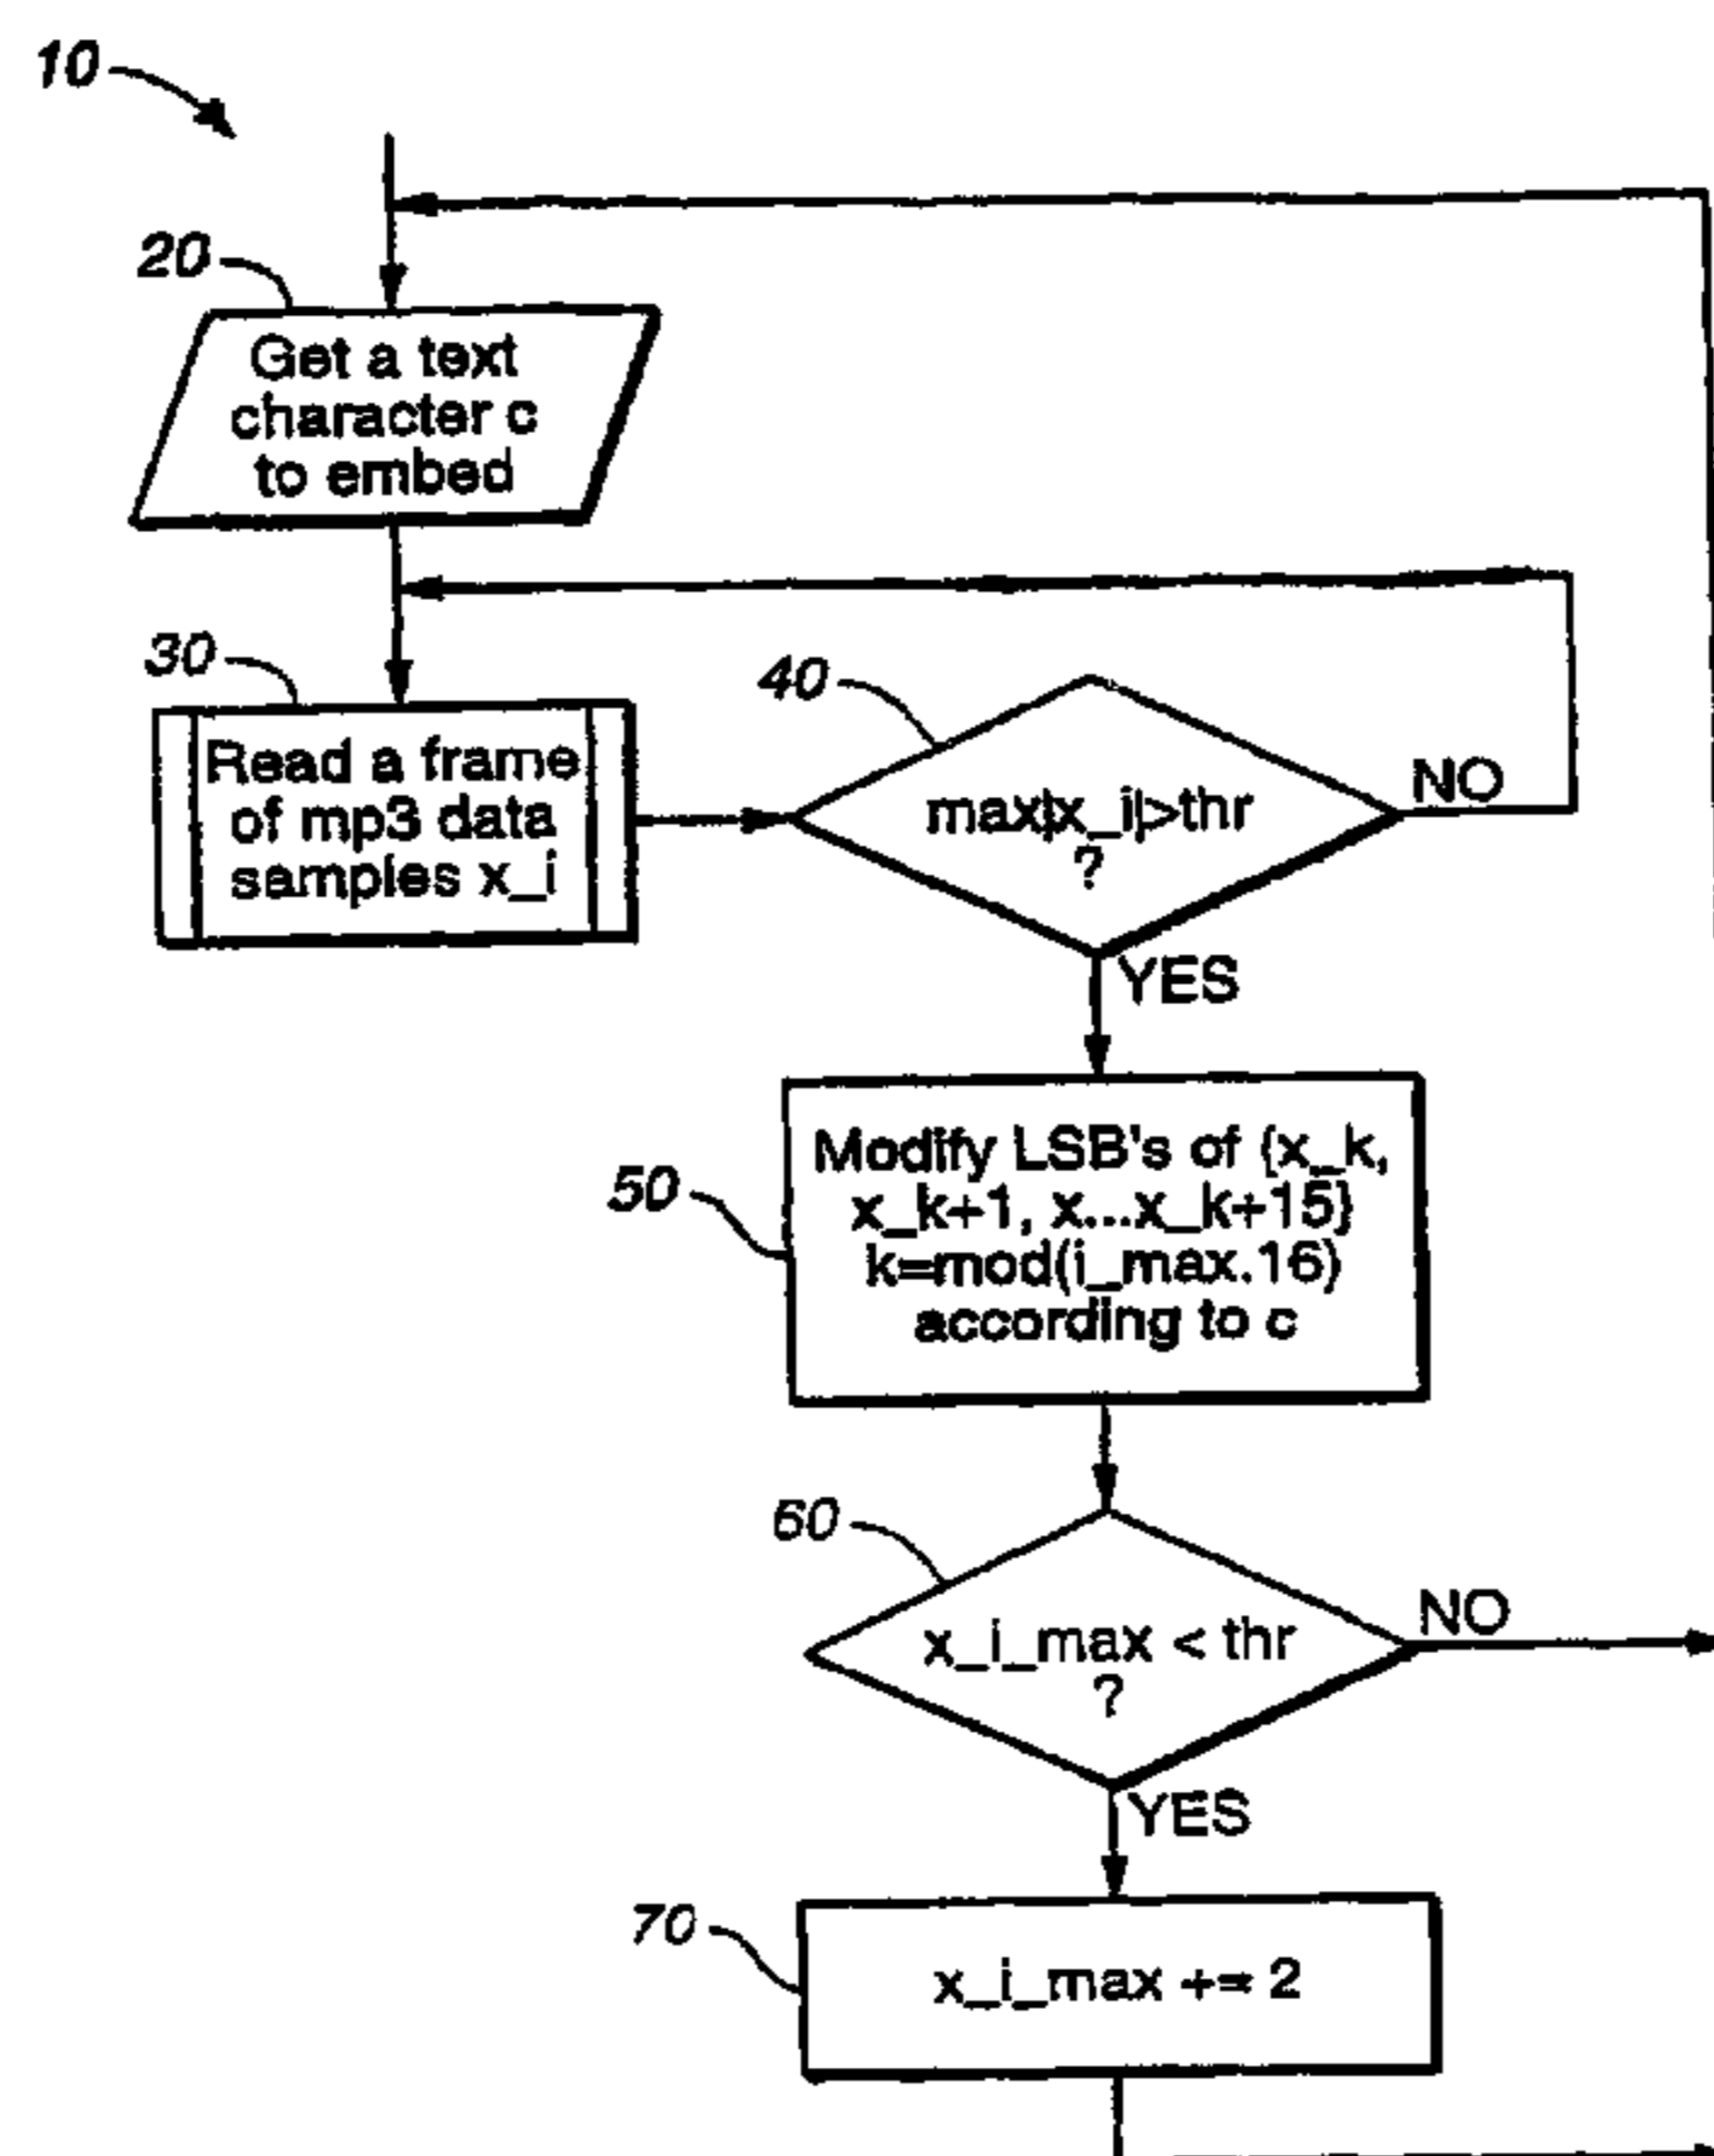 10
20
Get a text
character c
to embed
30
Read a frame
of mp3 data
samples x_i
40
max|x_i|>thr
?
NO
YES
50
Modify LSB's of {x_k,
x_k+1, x...x_k+15}
k=mod(i_max.16)
according to c
60
x_i_max < thr
?
NO
YES
70
x_i_max += 2